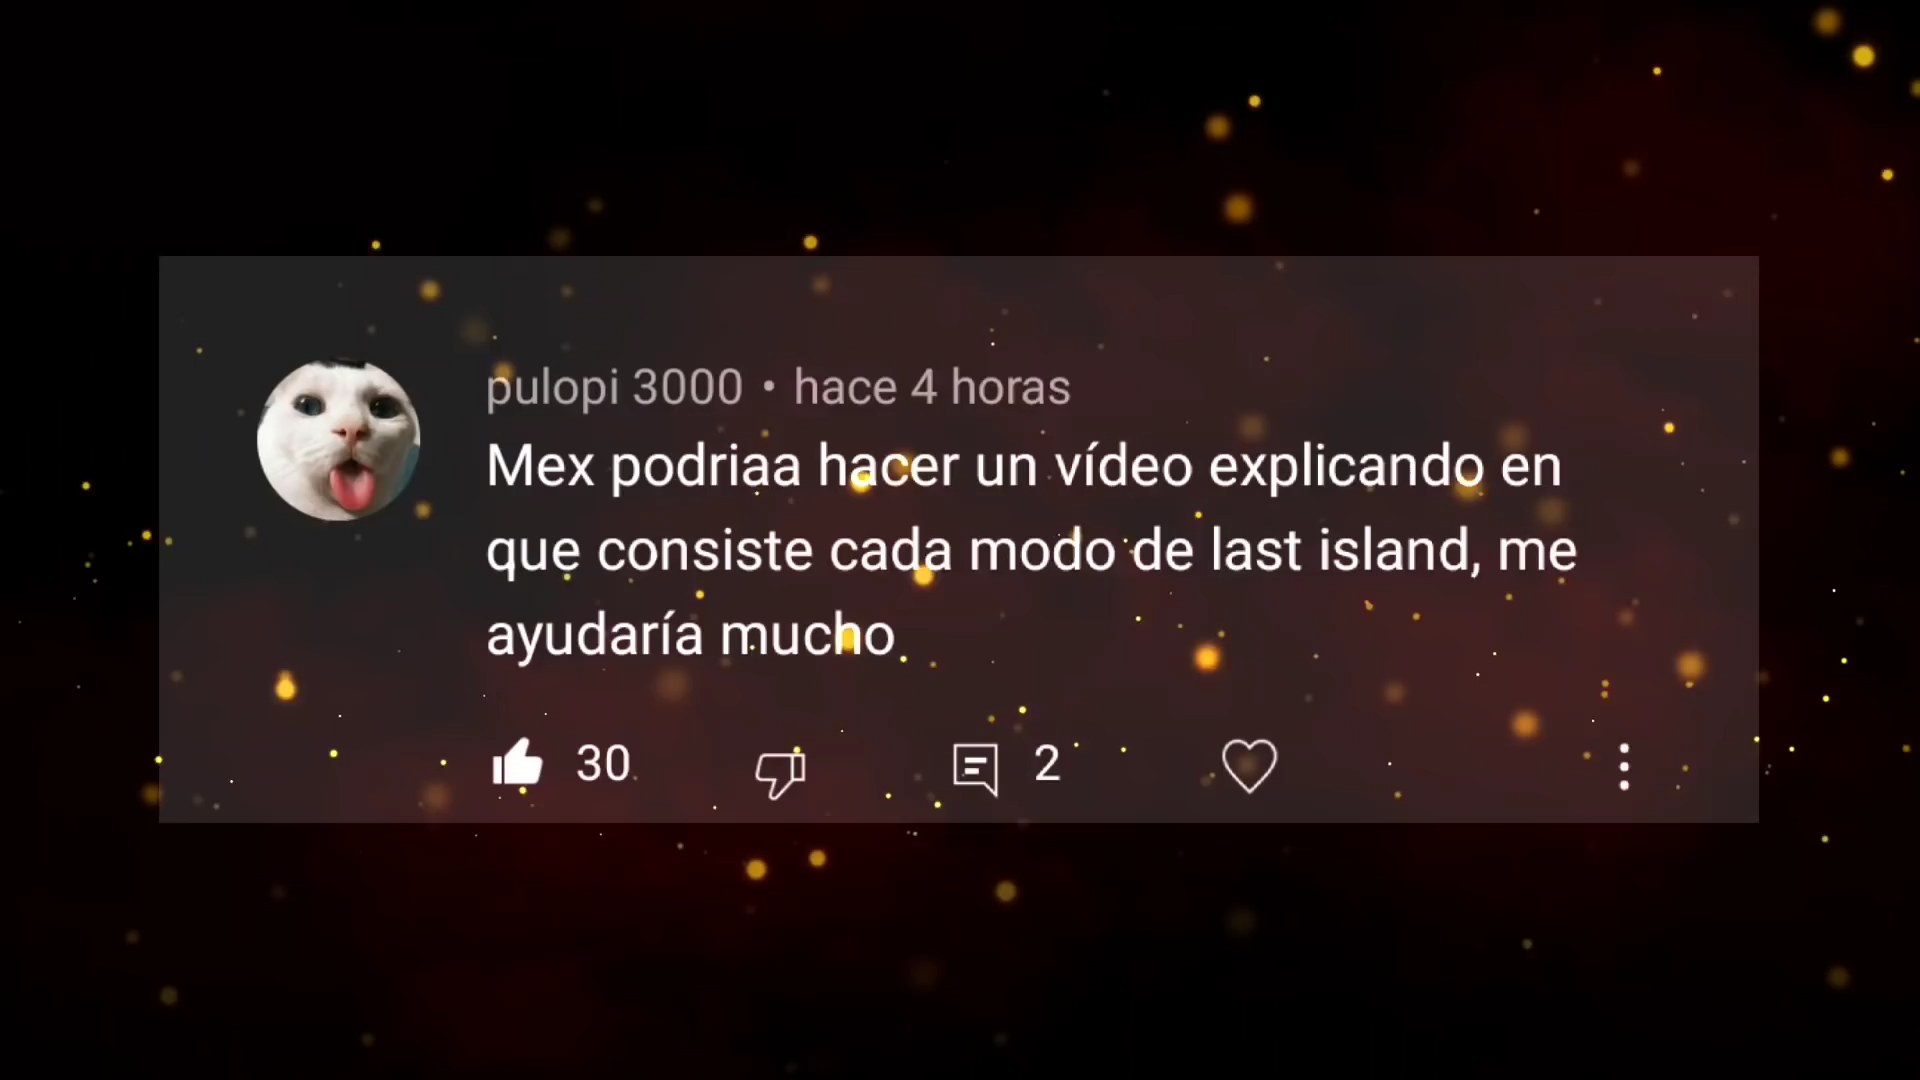 pulopi 3000 • hace 4 horas
Mex podriaa hacer un vídeo explicando en
que consiste cada modo de last island, me
ayudaría mucho
30 2